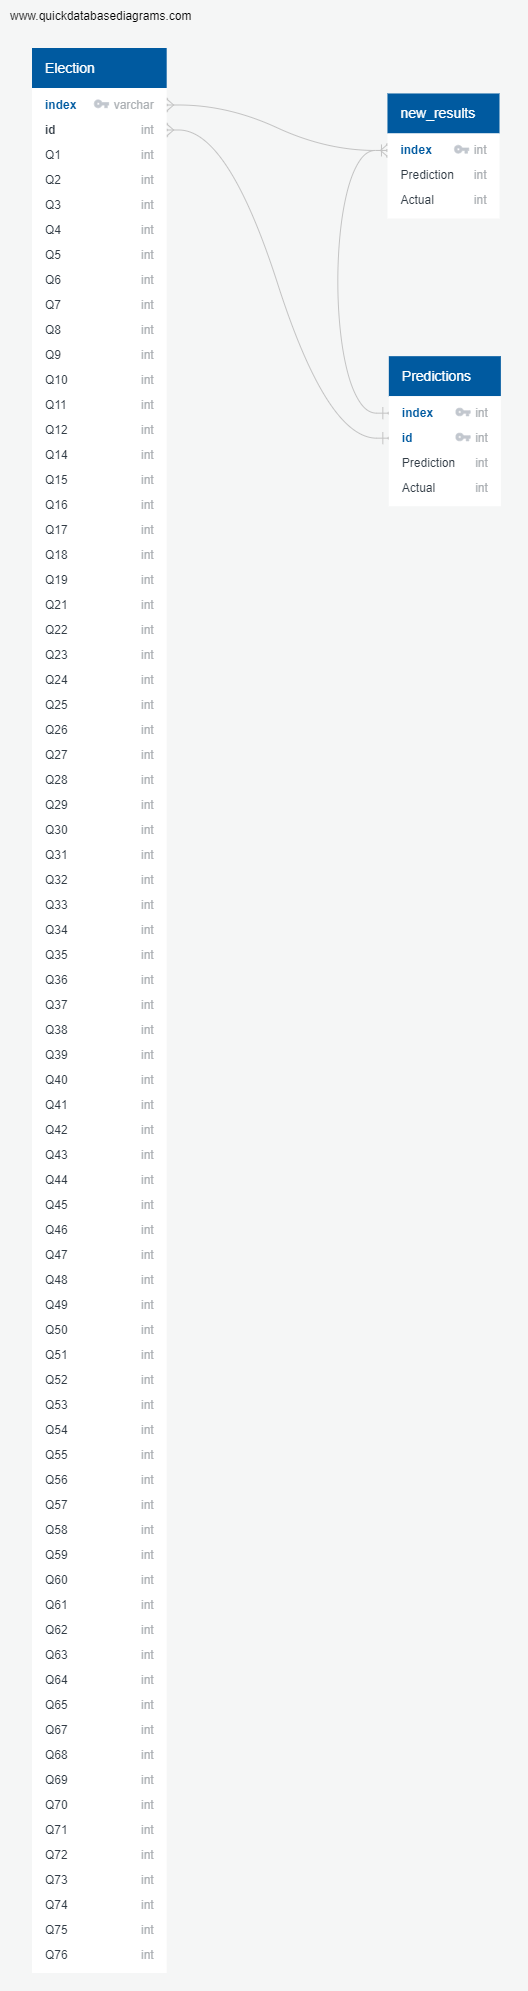 www.quickdatabasediagrams.com
Election
index varchar
id int
Q1 int
Q2 int
Q3 int
Q4 int
Q5 int
Q6 int
Q7 int
Q8 int
Q9 int
Q10 int
Q11 int
Q12 int
Q14 int
Q15 int
Q16 int
Q17 int
Q18 int
Q19 int
Q21 int
Q22 int
Q23 int
Q24 int
Q25 int
Q26 int
Q27 int
Q28 int
Q29 int
Q30 int
Q31 int
Q32 int
Q33 int
Q34 int
Q35 int
Q36 int
Q37 int
Q38 int
Q39 int
Q40 int
Q41 int
Q42 int
Q43 int
Q44 int
Q45 int
Q46 int
Q47 int
Q48 int
Q49 int
Q50 int
Q51 int
Q52 int
Q53 int
Q54 int
Q55 int
Q56 int
Q57 int
Q58 int
Q59 int
Q60 int
Q61 int
Q62 int
Q63 int
Q64 int
Q65 int
Q67 int
Q68 int
Q69 int
Q70 int
Q71 int
Q72 int
Q73 int
Q74 int
Q75 int
Q76 int
new_results
index int
Prediction int
Actual int
Predictions
index int
id int
Prediction int
Actual int